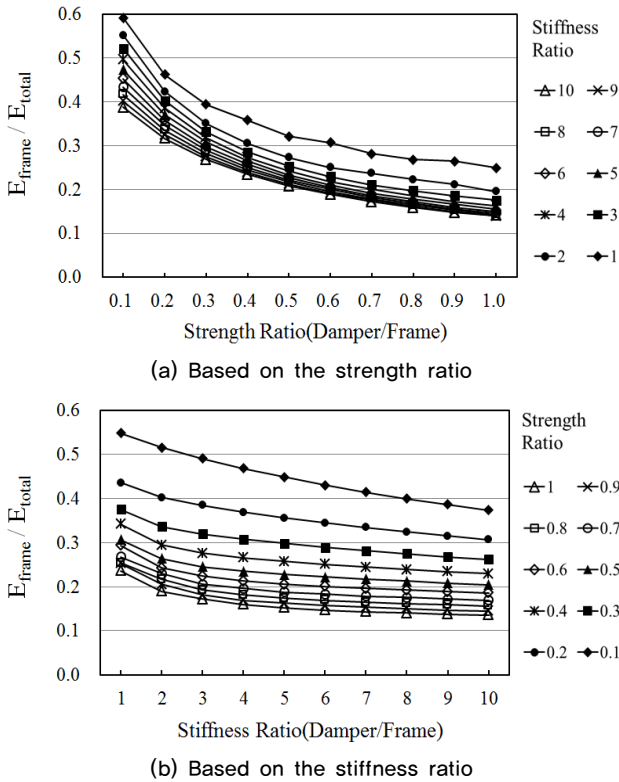 E_frame / E_total
0.6
0.5
0.4
0.3
0.2
0.1
0.0
0.1 0.2 0.3 0.4 0.5 0.6 0.7 0.8 0.9 1.0
Strength Ratio(Damper/Frame)
Stiffness
Ratio
10 9
8 7
6 5
4 3
2 1
(a) Based on the strength ratio
E_frame / E_total
0.6
0.5
0.4
0.3
0.2
0.1
0.0
1 2 3 4 5 6 7 8 9 10
Stiffness Ratio(Damper/Frame)
Strength
Ratio
1 0.9
0.8 0.7
0.6 0.5
0.4 0.3
0.2 0.1
(b) Based on the stiffness ratio